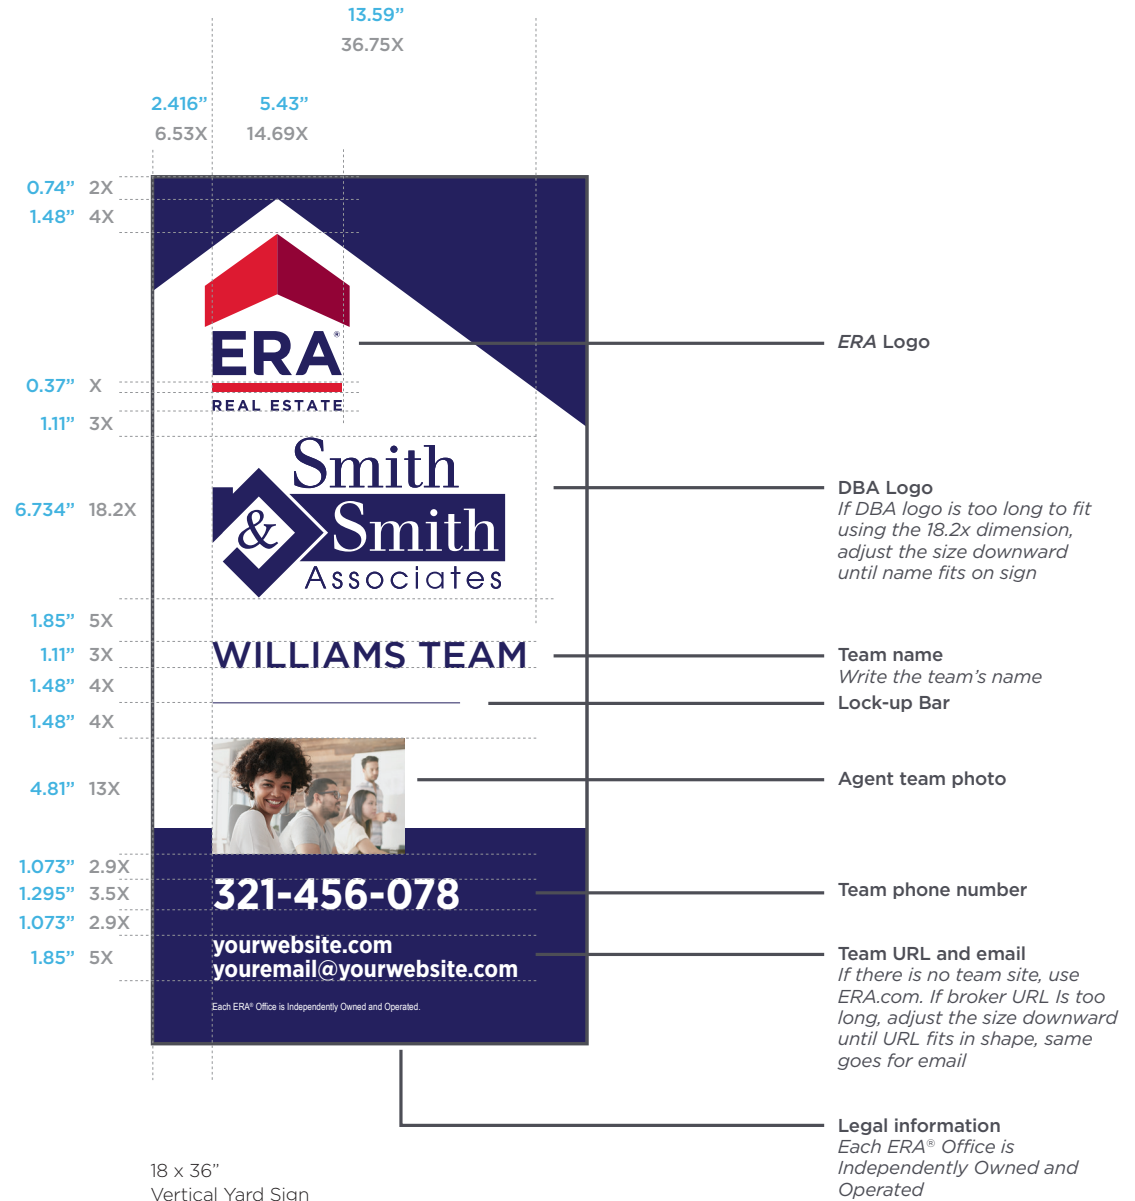 13.59”
36.75X
2.416” 5.43”
6.53X 14.69X
0.74” 2X
1.48” 4X
ERA®
REAL ESTATE
ERA Logo
0.37” X
1.11” 3X
Smith
& Smith
Associates
6.734” 18.2X
DBA Logo
If DBA logo is too long to fit
using the 18.2x dimension,
adjust the size downward
until name fits on sign
1.85” 5X
1.11” 3X
WILLIAMS TEAM
Team name
Write the team’s name
1.48” 4X
Lock-up Bar
1.48” 4X
4.81” 13X
Agent team photo
1.073” 2.9X
1.295” 3.5X
321-456-078
Team phone number
1.073” 2.9X
1.85” 5X
yourwebsite.com
youremail@yourwebsite.com
Team URL and email
If there is no team site, use
ERA.com. If broker URL Is too
long, adjust the size downward
until URL fits in shape, same
goes for email
Each ERA® Office is Independently Owned and Operated.
Legal information
Each ERA® Office is
Independently Owned and
Operated
18 x 36”
Vertical Yard Sign